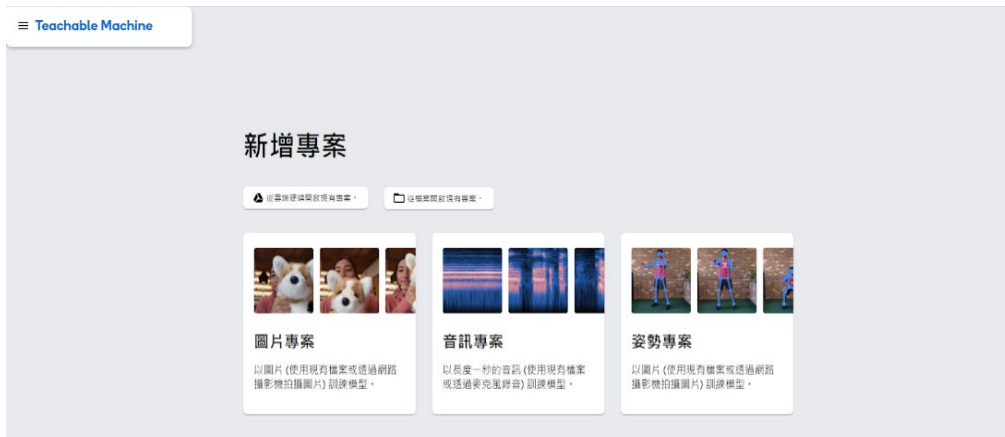 Teachable Machine
新增專案
從雲端硬碟開啟現有專案。
從檔案開啟現有專案。
圖片專案
以圖片 (使用現有檔案或透過網路
攝影機拍攝圖片) 訓練模型。
音訊專案
以長度一秒的音訊 (使用現有檔案
或透過麥克風錄音) 訓練模型。
姿勢專案
以圖片 (使用現有檔案或透過網路
攝影機拍攝圖片) 訓練模型。